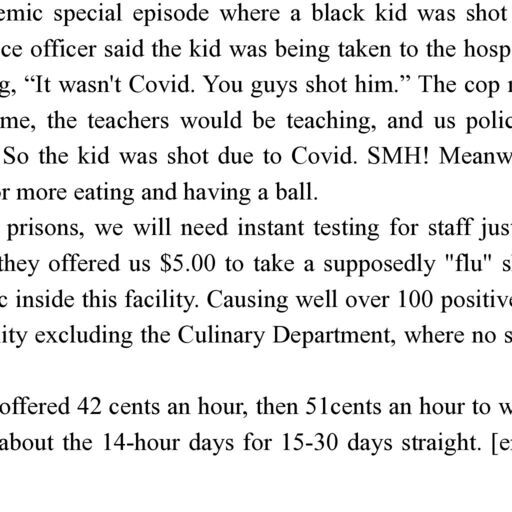 emic special episode where a black kid was shot
ce officer said the kid was being taken to the hosp
g, “It wasn't Covid. You guys shot him.” The cop r
me, the teachers would be teaching, and us polic
So the kid was shot due to Covid. SMH! Meanw
r more eating and having a ball.
prisons, we will need instant testing for staff jus
they offered us $5.00 to take a supposedly "flu" s
c inside this facility. Causing well over 100 positive
ity excluding the Culinary Department, where no s
offered 42 cents an hour, then 51cents an hour to w
about the 14-hour days for 15-30 days straight. [e